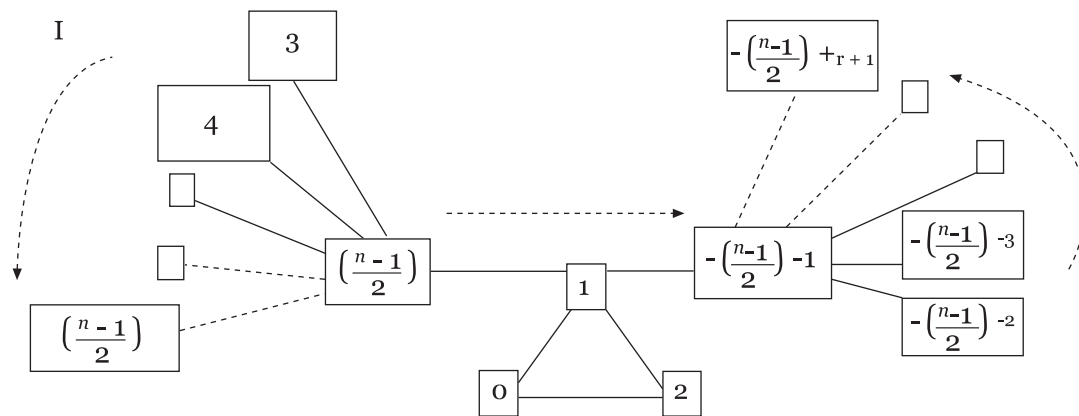 I
3
4
(n - 1 / 2)
(n - 1 / 2)
1
0
2
- (n-1 / 2) -1
- (n-1 / 2) + r + 1
- (n-1 / 2) -3
- (n-1 / 2) -2